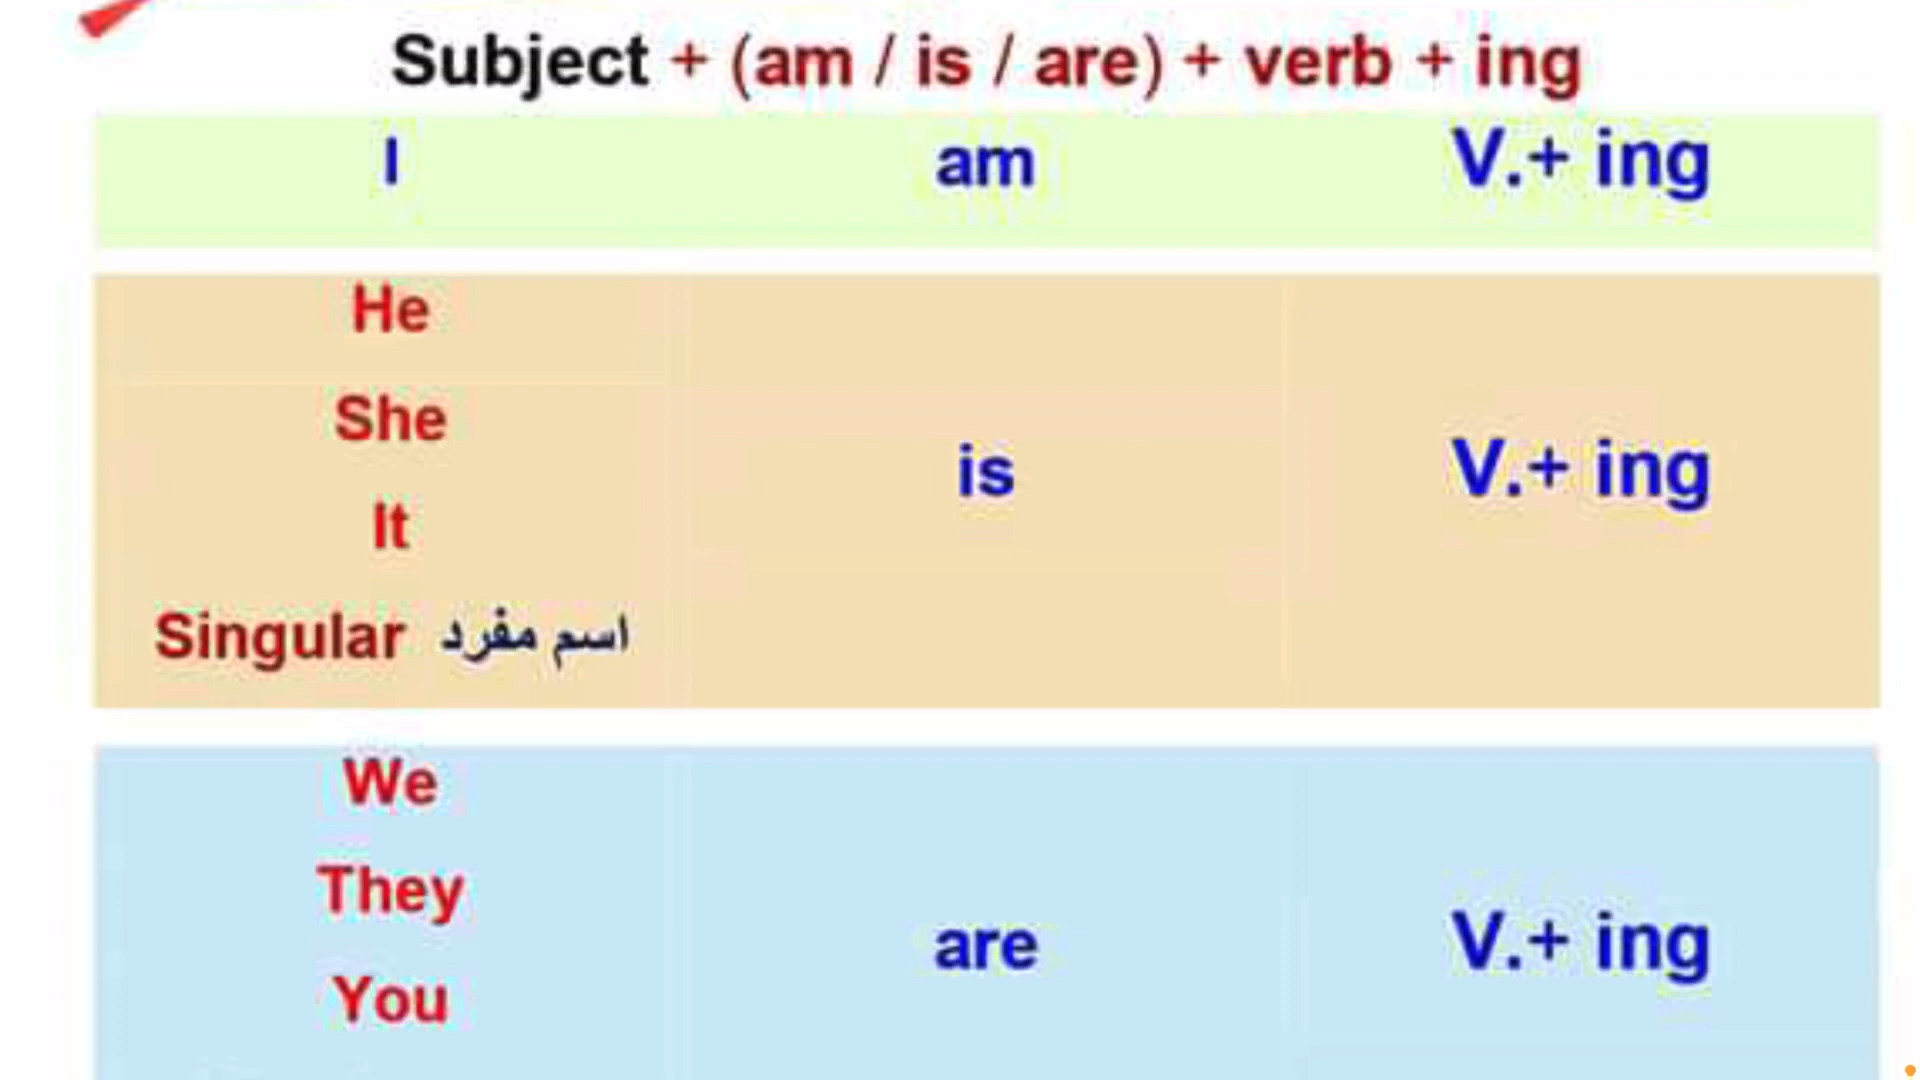 Subject + (am / is / are) + verb + ing
I am V.+ ing
He
She
is V.+ ing
It
Singular اسم مفرد
We
They
are V.+ ing
You